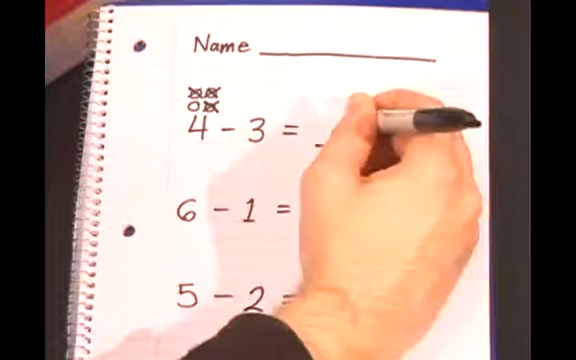 Name
4 - 3 =
6 - 1 =
5 - 2 =